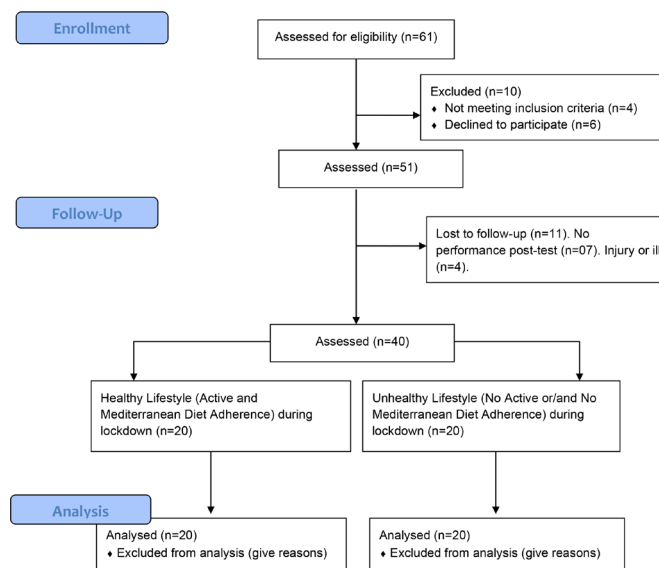 Enrollment
Assessed for eligibility (n=61)
Excluded (n=10)
♦ Not meeting inclusion criteria (n=4)
♦ Declined to participate (n=6)
Assessed (n=51)
Follow-Up
Lost to follow-up (n=11). No
performance post-test (n=07). Injury or
(n=4).
Assessed (n=40)
Healthy Lifestyle (Active and
Mediterranean Diet Adherence) during
lockdown (n=20)
Unhealthy Lifestyle (No Active or/and No
Mediterranean Diet Adherence) during
lockdown (n=20)
Analysis
Analysed (n=20)
♦ Excluded from analysis (give reasons)
Analysed (n=20)
♦ Excluded from analysis (give reasons)